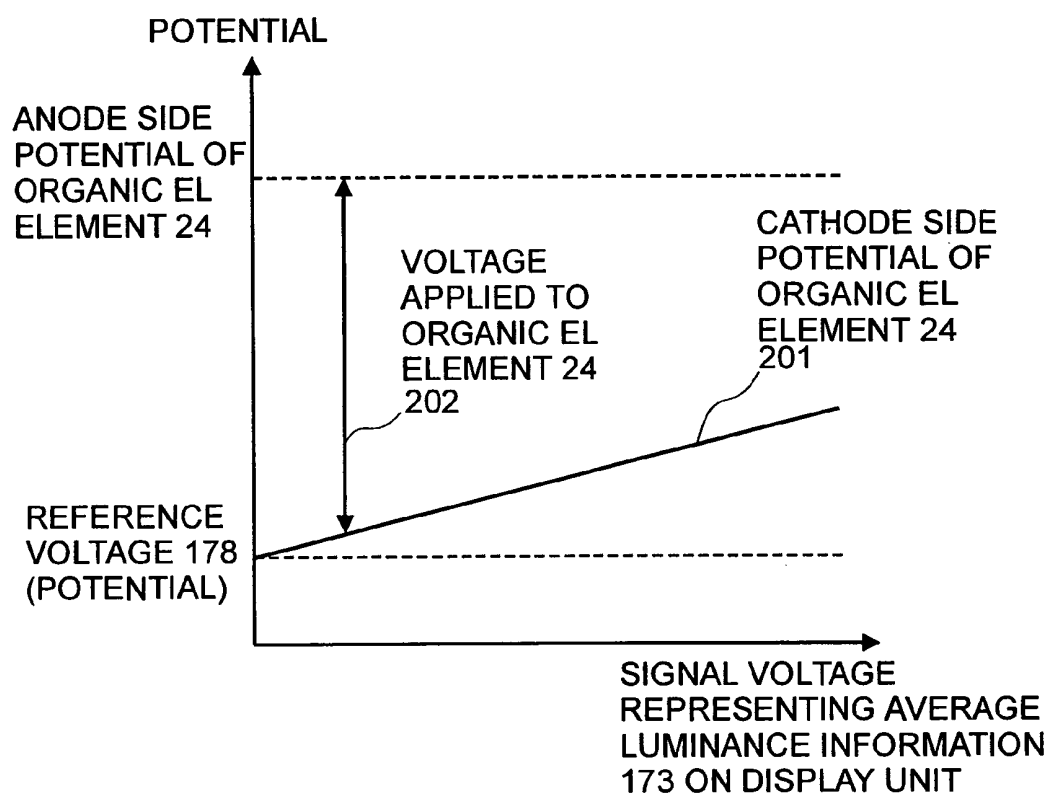 POTENTIAL
ANODE SIDE
POTENTIAL OF
ORGANIC EL
ELEMENT 24
VOLTAGE
APPLIED TO
ORGANIC EL
ELEMENT 24
202
CATHODE SIDE
POTENTIAL OF
ORGANIC EL
ELEMENT 24
201
REFERENCE
VOLTAGE 178
(POTENTIAL)
SIGNAL VOLTAGE
REPRESENTING AVERAGE
LUMINANCE INFORMATION
173 ON DISPLAY UNIT